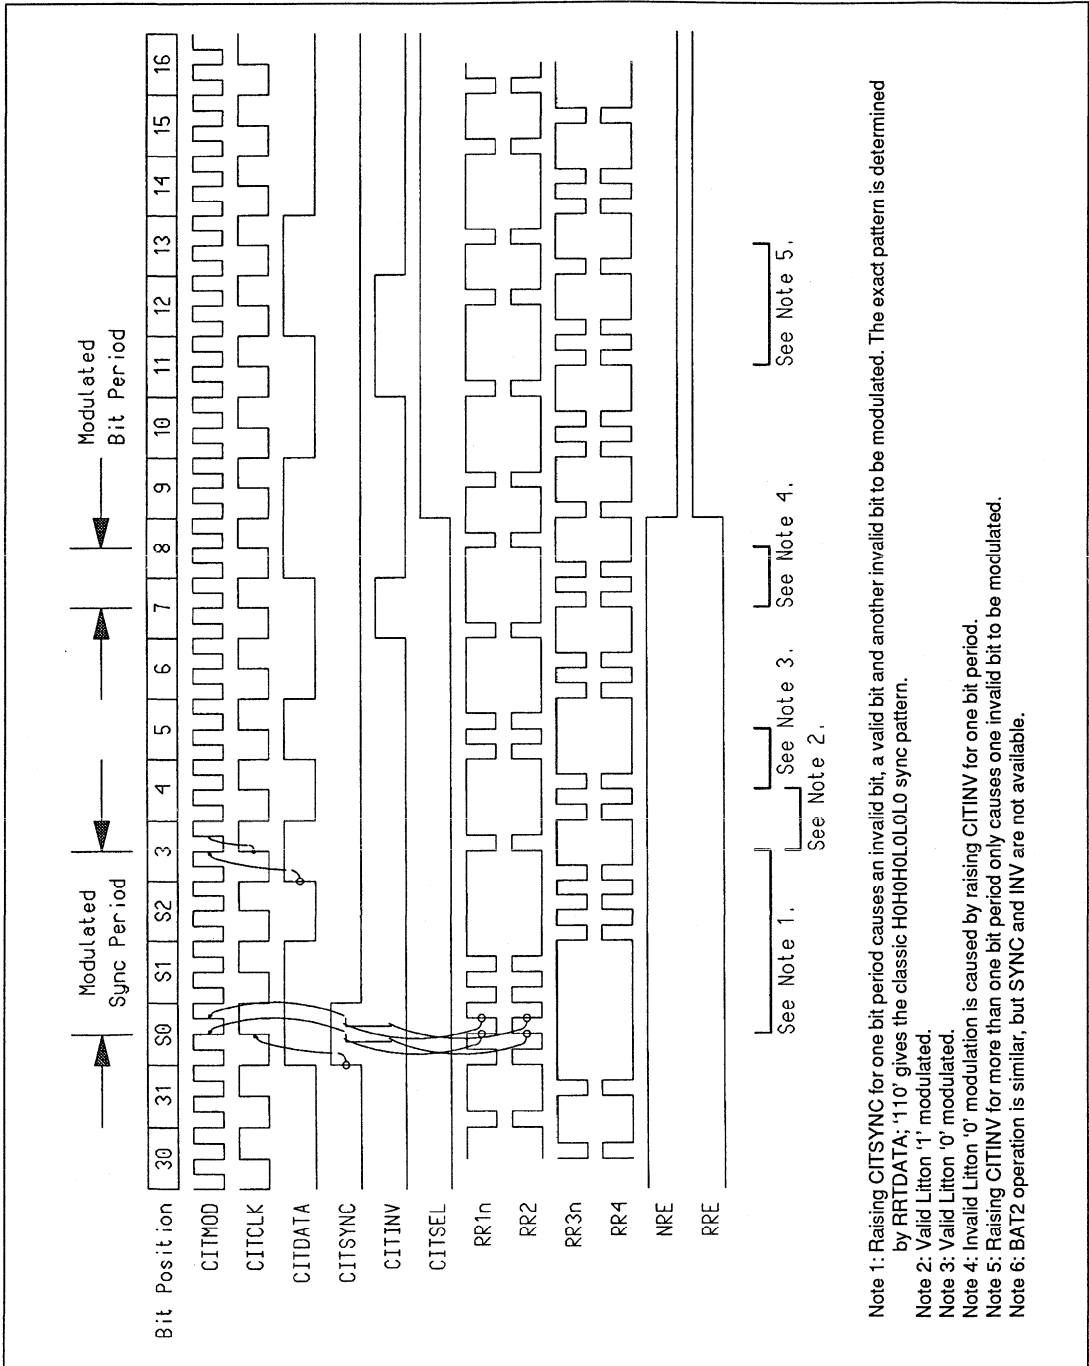 Modulated
Sync Period
Modulated
Bit Period
Bit Position 30 31 S0 S1 S2 3 4 5 6 7 8 9 10 11 12 13 14 15 16
CITMOD
CITCLK
CITDATA
CITSYNC
CITINV
CITSEL
RR1n
RR2
RR3n
RR4
NRE
RRE
See Note 1.
See Note 2.
See Note 3.
See Note 4.
See Note 5.
Note 1: Raising CITSYNC for one bit period causes an invalid bit, a valid bit and another invalid bit to be modulated. The exact pattern is determined
by RRTDATA; '110' gives the classic H0H0H0L0L0L0 sync pattern.
Note 2: Valid Litton '1' modulated.
Note 3: Valid Litton '0' modulated.
Note 4: Invalid Litton '0' modulation is caused by raising CITINV for one bit period.
Note 5: Raising CITINV for more than one bit period only causes one invalid bit to be modulated.
Note 6: BAT2 operation is similar, but SYNC and INV are not available.